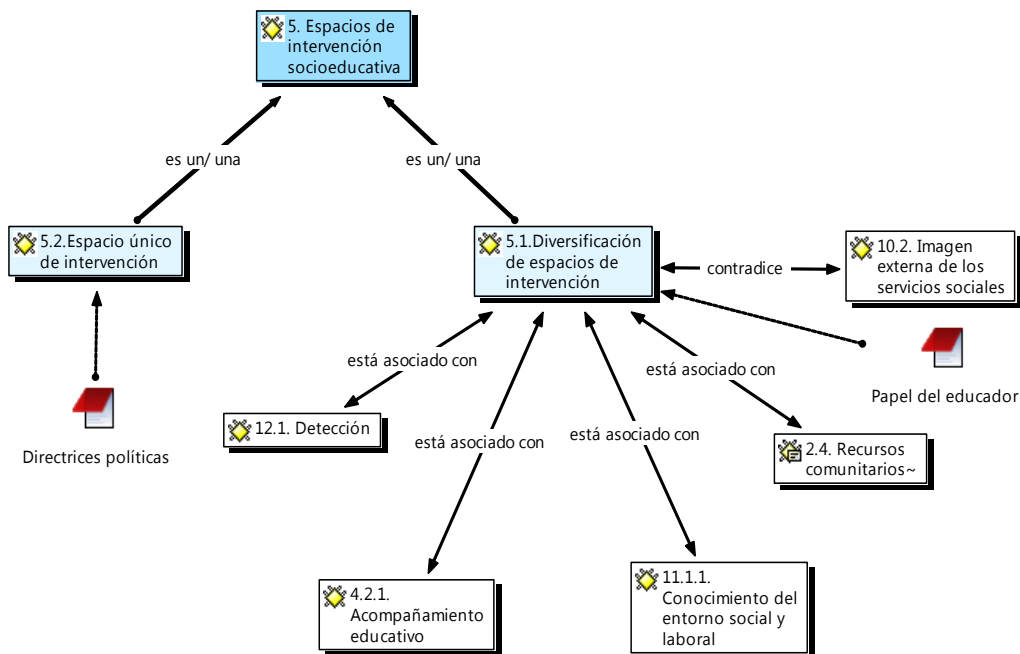 5. Espacios de
intervención
socioeducativa
es un/ una
es un/ una
5.2.Espacio único
de intervención
5.1.Diversificación
de espacios de
intervención
contradice
10.2. Imagen
externa de los
servicios sociales
está asociado con
está asociado con
Papel del educador
12.1. Detección
está asociado con
está asociado con
Directrices políticas
2.4. Recursos
comunitarios~
4.2.1.
Acompañamiento
educativo
11.1.1.
Conocimiento del
entorno social y
laboral